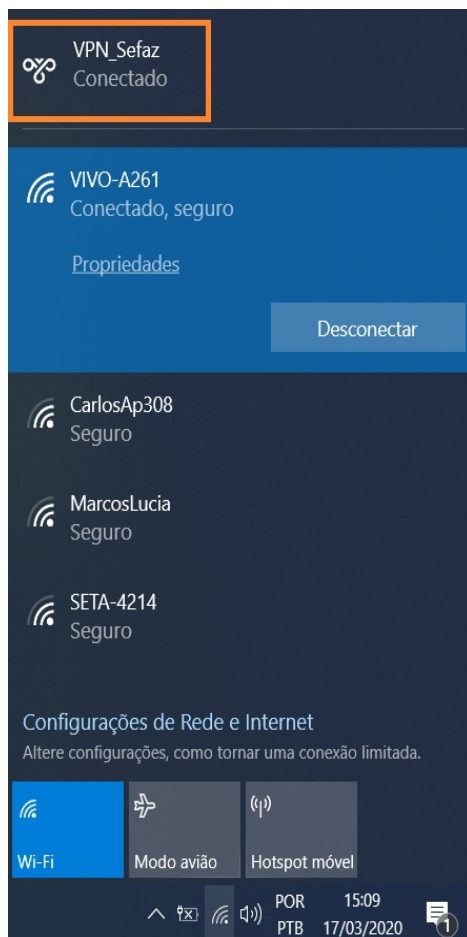 VPN_Sefaz
Conectado
VIVO-A261
Conectado, seguro
Propriedades
Desconectar
CarlosAp308
Seguro
MarcosLucia
Seguro
SETA-4214
Seguro
Configurações de Rede e Internet
Altere configurações, como tornar uma conexão limitada.
Wi-Fi
Modo avião
Hotspot móvel
POR
15:09
PTB
17/03/2020
1